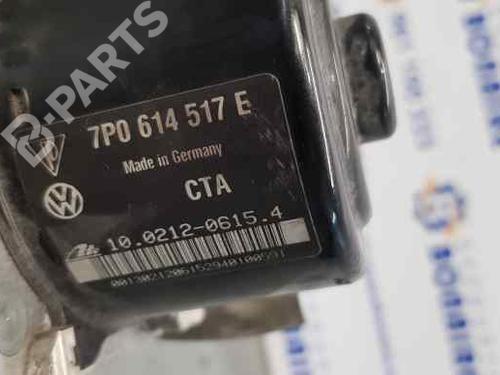 B-PARTS
7P0 614 517 E
Made in Germany
CTA
10.0212-0615.4